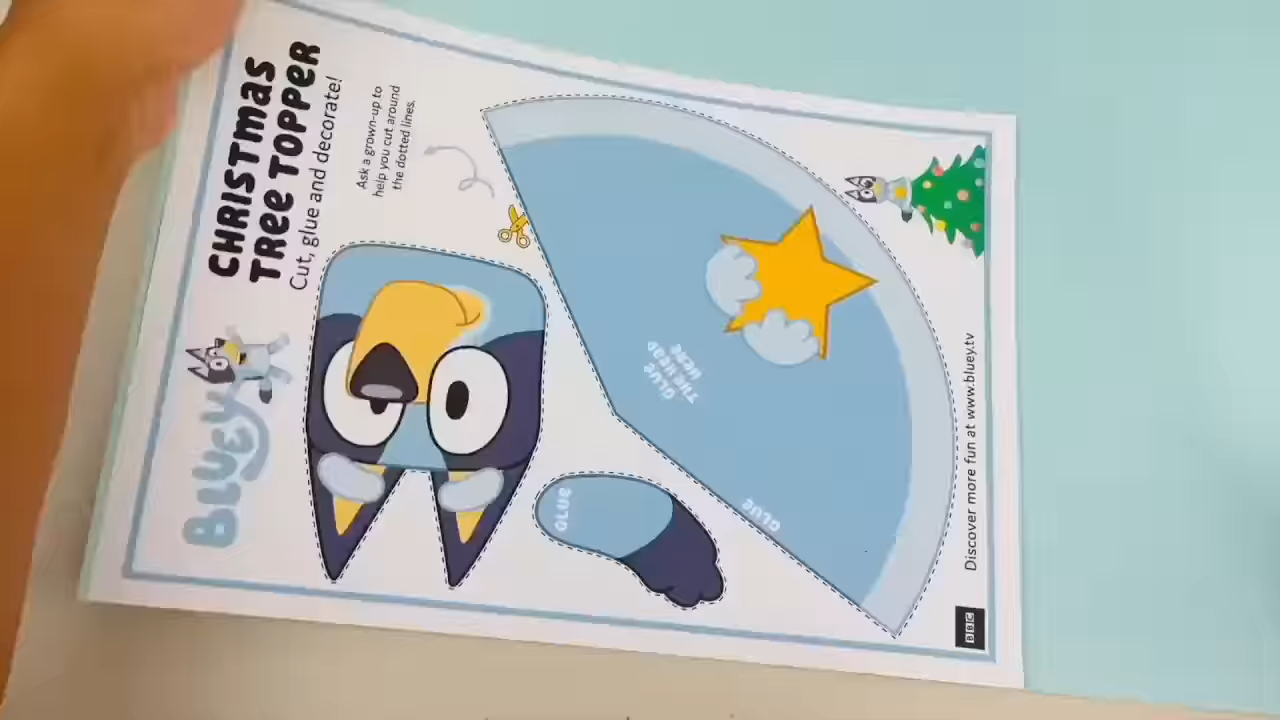 BLUEY
CHRISTMAS
TREE TOPPER
Cut, glue and decorate!
Ask a grown-up to
help you cut around
the dotted lines.
GLUE
THE HEAD
HERE
GLUE
GLUE
Discover more fun at www.bluey.tv
BBC